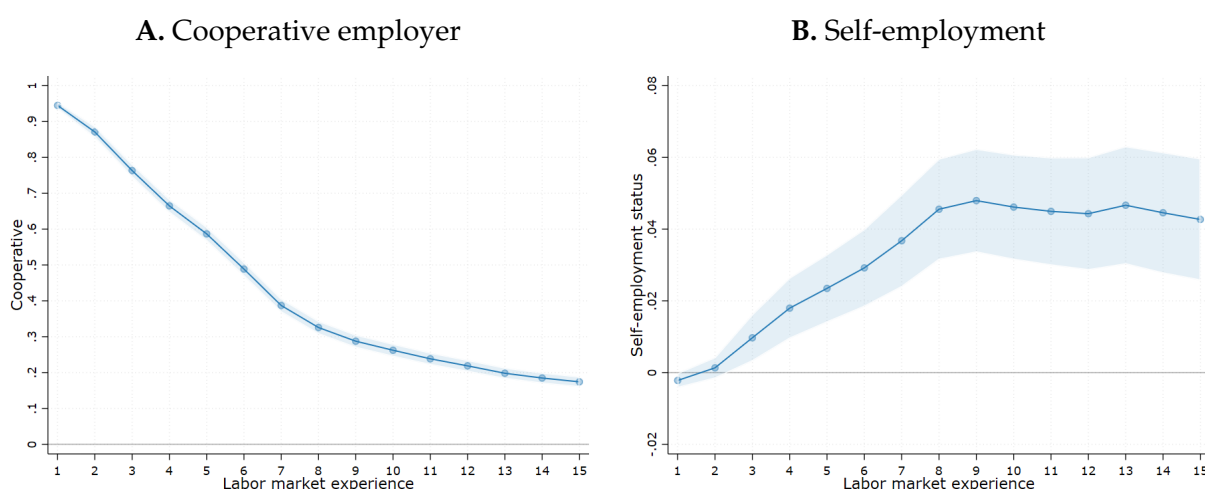 A. Cooperative employer
Cooperative
1
.9
.8
.7
.6
.5
.4
.3
.2
.1
0
1 2 3 4 5 6 7 8 9 10 11 12 13 14 15
Labor market experience
B. Self-employment
Self-employment status
.08
.06
.04
.02
0
-.02
1 2 3 4 5 6 7 8 9 10 11 12 13 14 15
Labor market experience